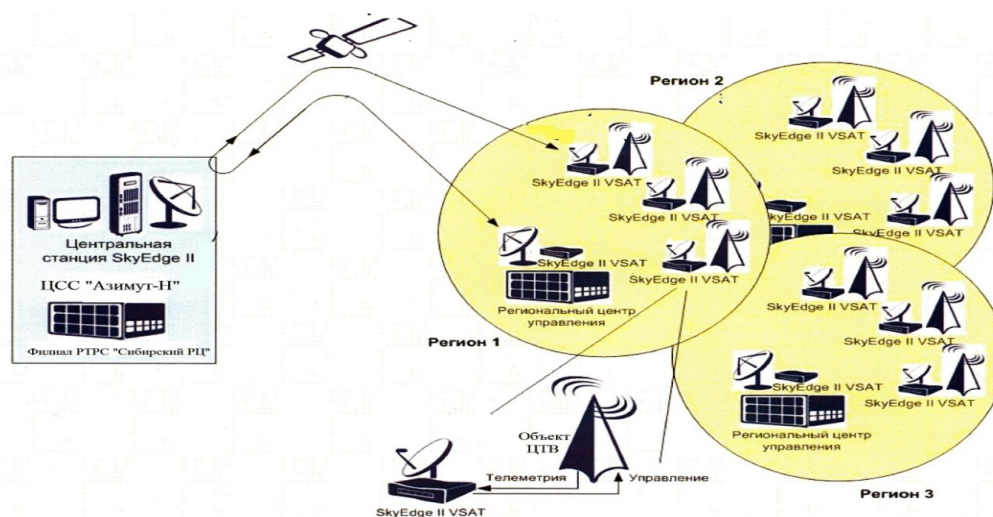 Регион 2
SkyEdge II VSAT
SkyEdge II VSAT
SkyEdge II VSAT
SkyEdge II VSAT
SkyEdge II VSAT
SkyEdge II VSAT
SkyEdge II VSAT
SkyEdge II VSAT
Региональный центр
управления
Регион 1
Центральная
станция SkyEdge II
ЦСС "Азимут-Н"
Филиал РТРС "Сибирский РЦ"
SkyEdge II VSAT
SkyEdge II VSAT
SkyEdge II VSAT
SkyEdge II VSAT
Региональный центр
управления
Регион 3
Объект
ЦТВ
Телеметрия
Управление
SkyEdge II VSAT